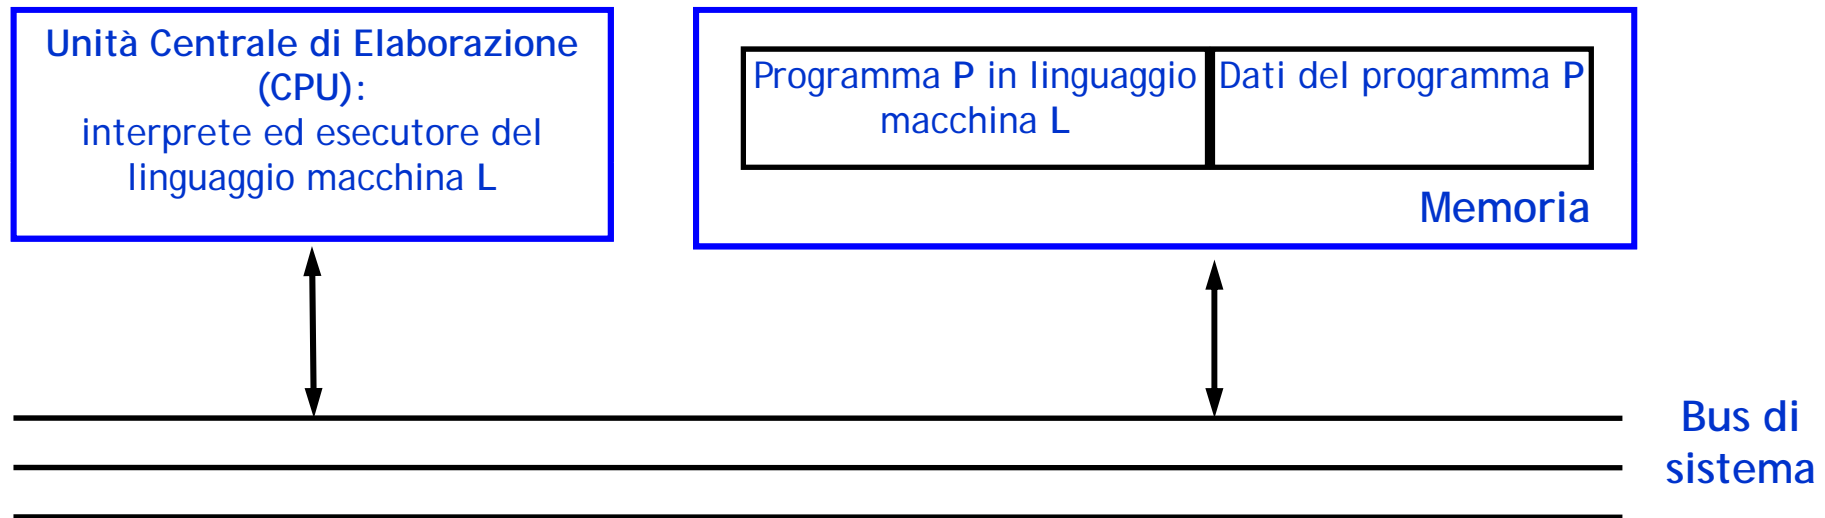 Unità Centrale di Elaborazione
(CPU):
interprete ed esecutore del
linguaggio macchina L
Programma P in linguaggio
macchina L
Dati del programma P
Memoria
Bus di
sistema